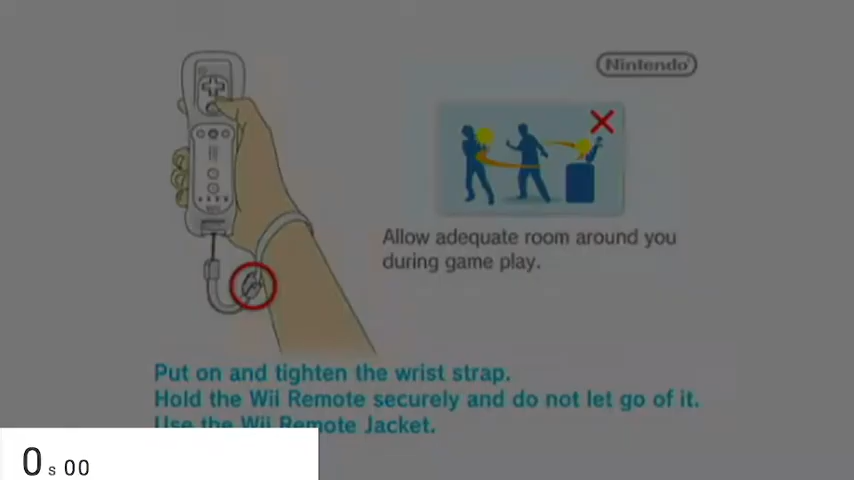 Nintendo
Allow adequate room around you
during game play.
Put on and tighten the wrist strap.
Hold the Wii Remote securely and do not let go of it.
Use the Wii Remote Jacket.
0 s 00